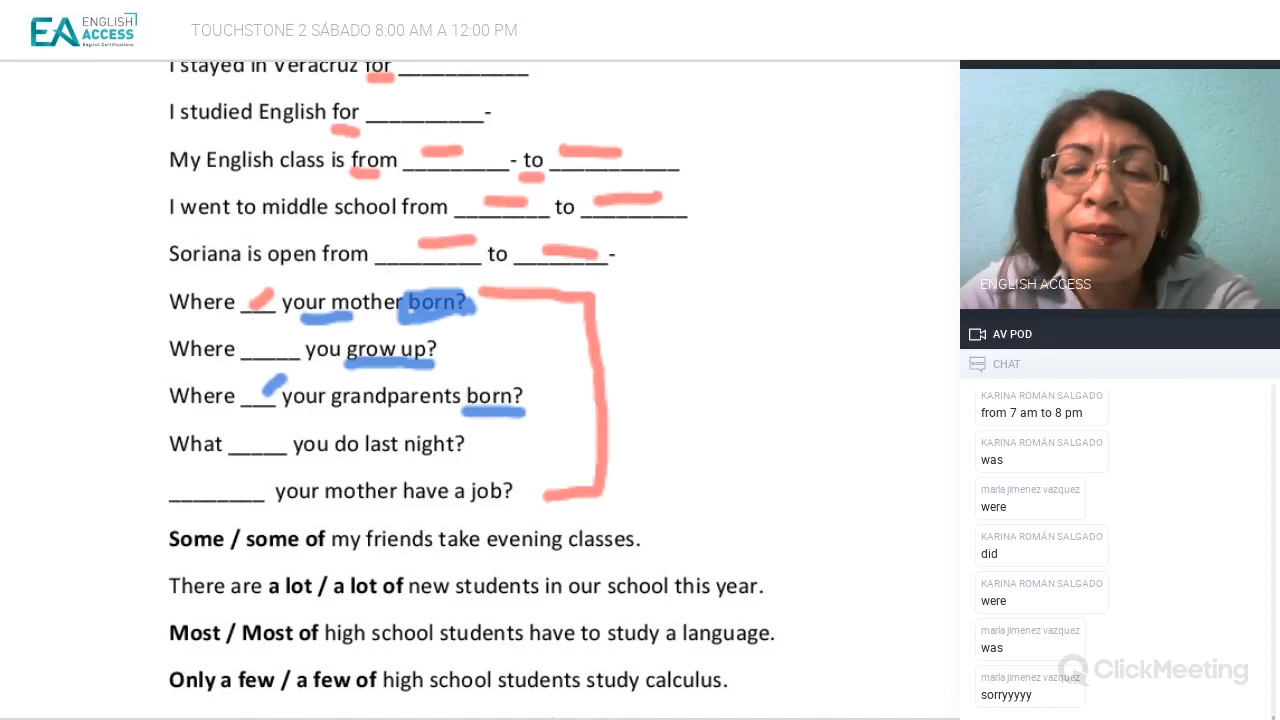 EA ENGLISH ACCESS
English Certifications
TOUCHSTONE 2 SÁBADO 8:00 AM A 12:00 PM
I stayed in Veracruz for ___________
I studied English for __________-
My English class is from _________- to ___________
I went to middle school from ________ to _________
Soriana is open from _________ to ________-
Where ___ your mother born?
Where _____ you grow up?
Where ___ your grandparents born?
What _____ you do last night?
________ your mother have a job?
Some / some of my friends take evening classes.
There are a lot / a lot of new students in our school this year.
Most / Most of high school students have to study a language.
Only a few / a few of high school students study calculus.
ENGLISH ACCESS
AV POD
CHAT
KARINA ROMÁN SALGADO
from 7 am to 8 pm
KARINA ROMÁN SALGADO
was
marla jimenez vazquez
were
KARINA ROMÁN SALGADO
did
KARINA ROMÁN SALGADO
were
marla jimenez vazquez
was
marla jimenez vazquez
sorryyyyy
ClickMeeting